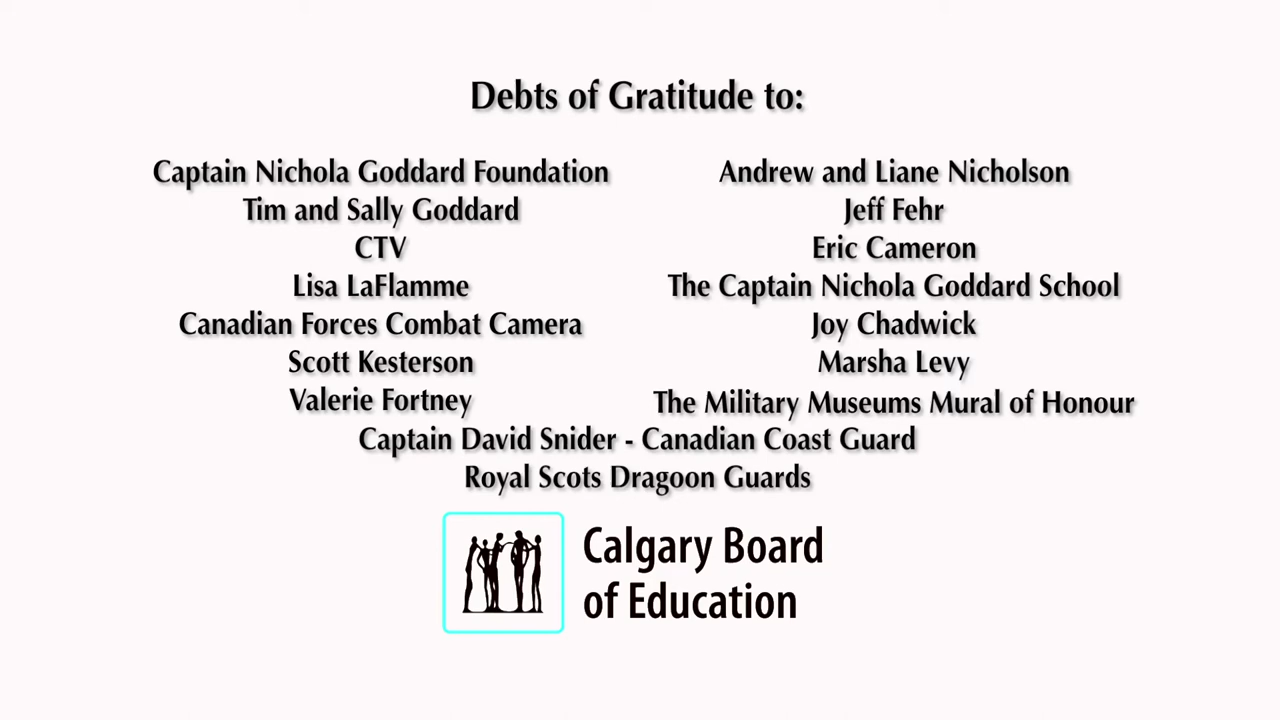 Debts of Gratitude to:
Captain Nichola Goddard Foundation
Tim and Sally Goddard
CTV
Lisa LaFlamme
Canadian Forces Combat Camera
Scott Kesterson
Valerie Fortney
Andrew and Liane Nicholson
Jeff Fehr
Eric Cameron
The Captain Nichola Goddard School
Joy Chadwick
Marsha Levy
The Military Museums Mural of Honour
Captain David Snider - Canadian Coast Guard
Royal Scots Dragoon Guards
Calgary Board
of Education